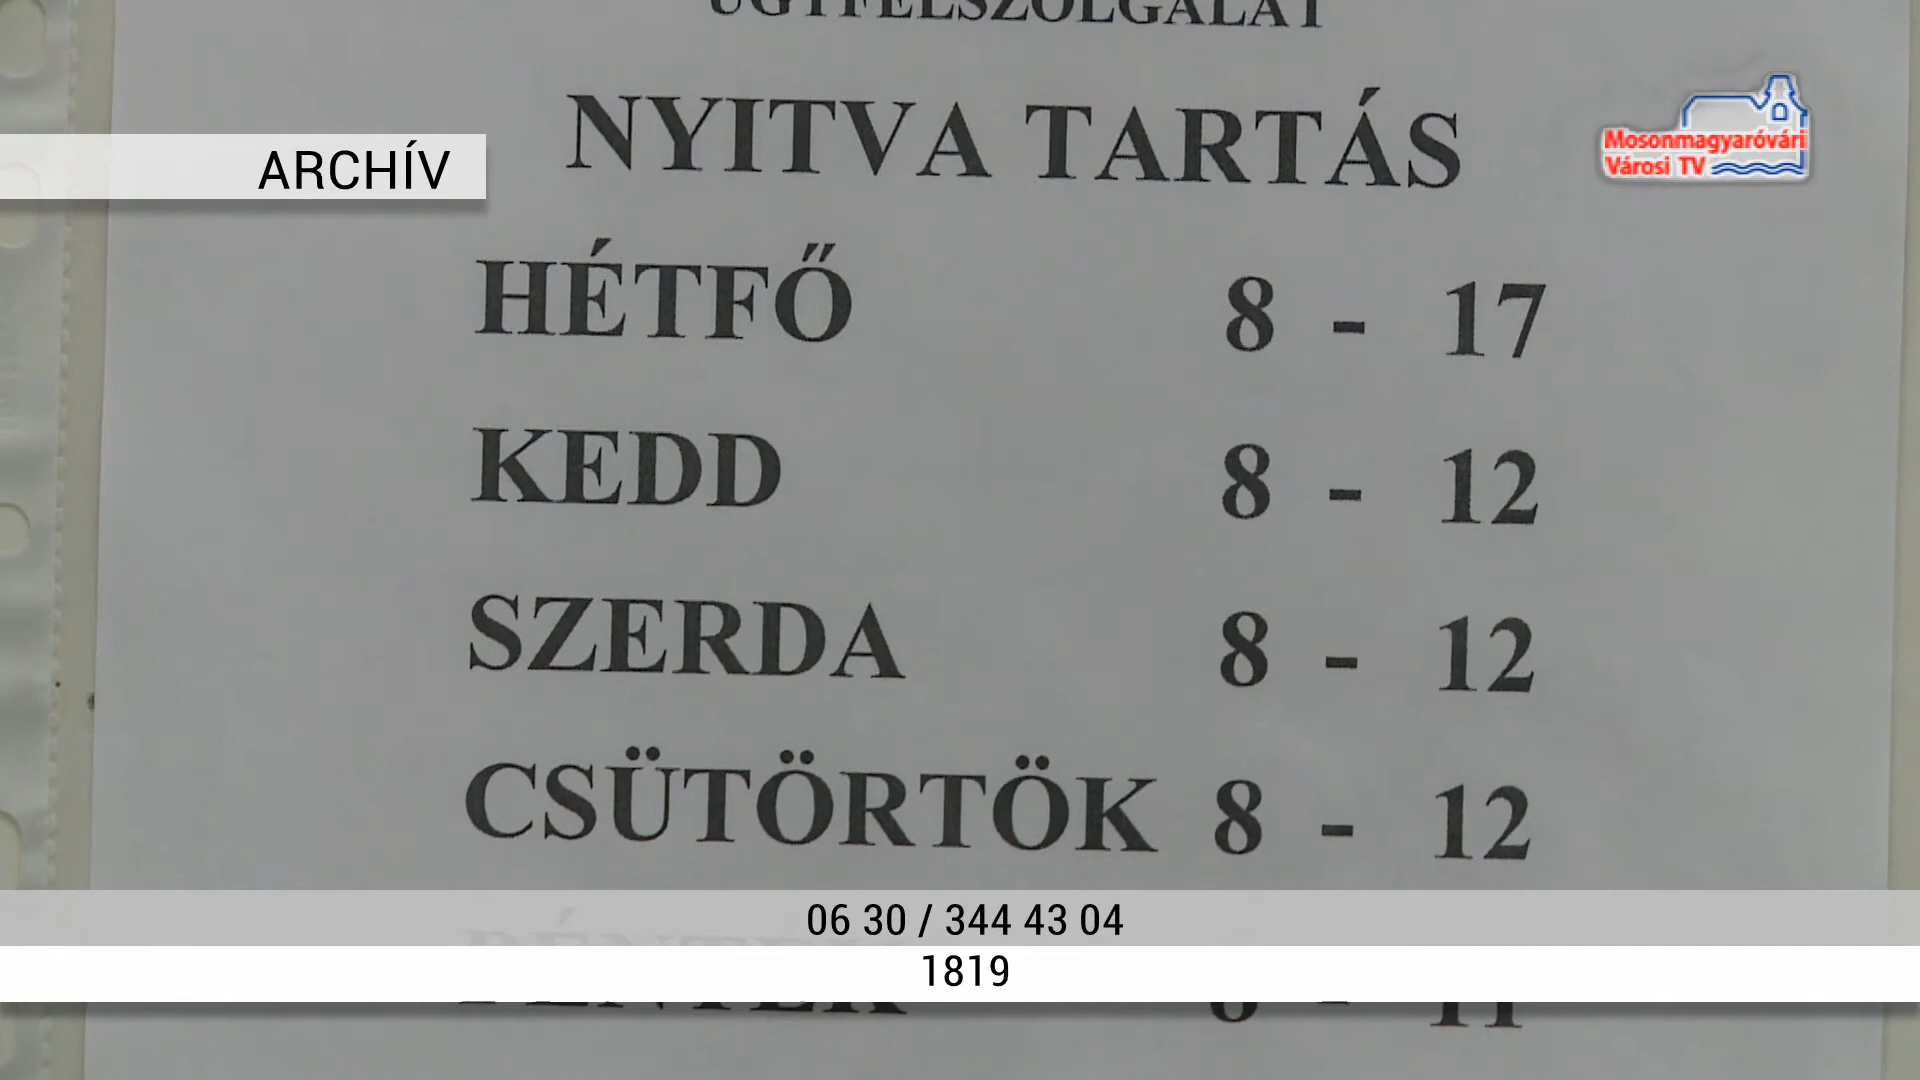 ÜGYFÉLSZOLGÁLAT
NYITVA TARTÁS
ARCHÍV
Mosonmagyaróvári
Városi TV
HÉTFŐ 8 - 17
KEDD 8 - 12
SZERDA 8 - 12
CSÜTÖRTÖK 8 - 12
06 30 / 344 43 04
1819